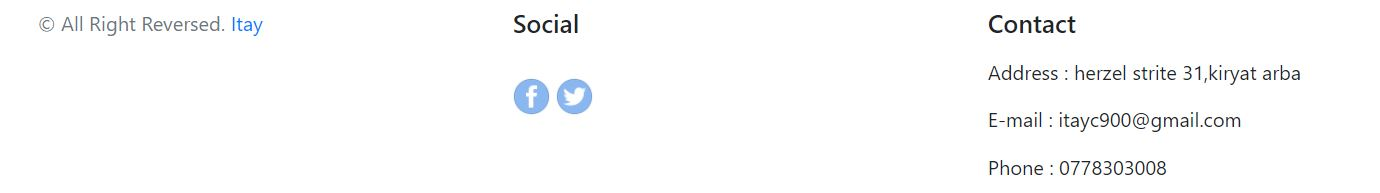 © All Right Reversed. Itay
Social
Contact
Address : herzel strite 31,kiryat arba
E-mail : itayc900@gmail.com
Phone : 0778303008